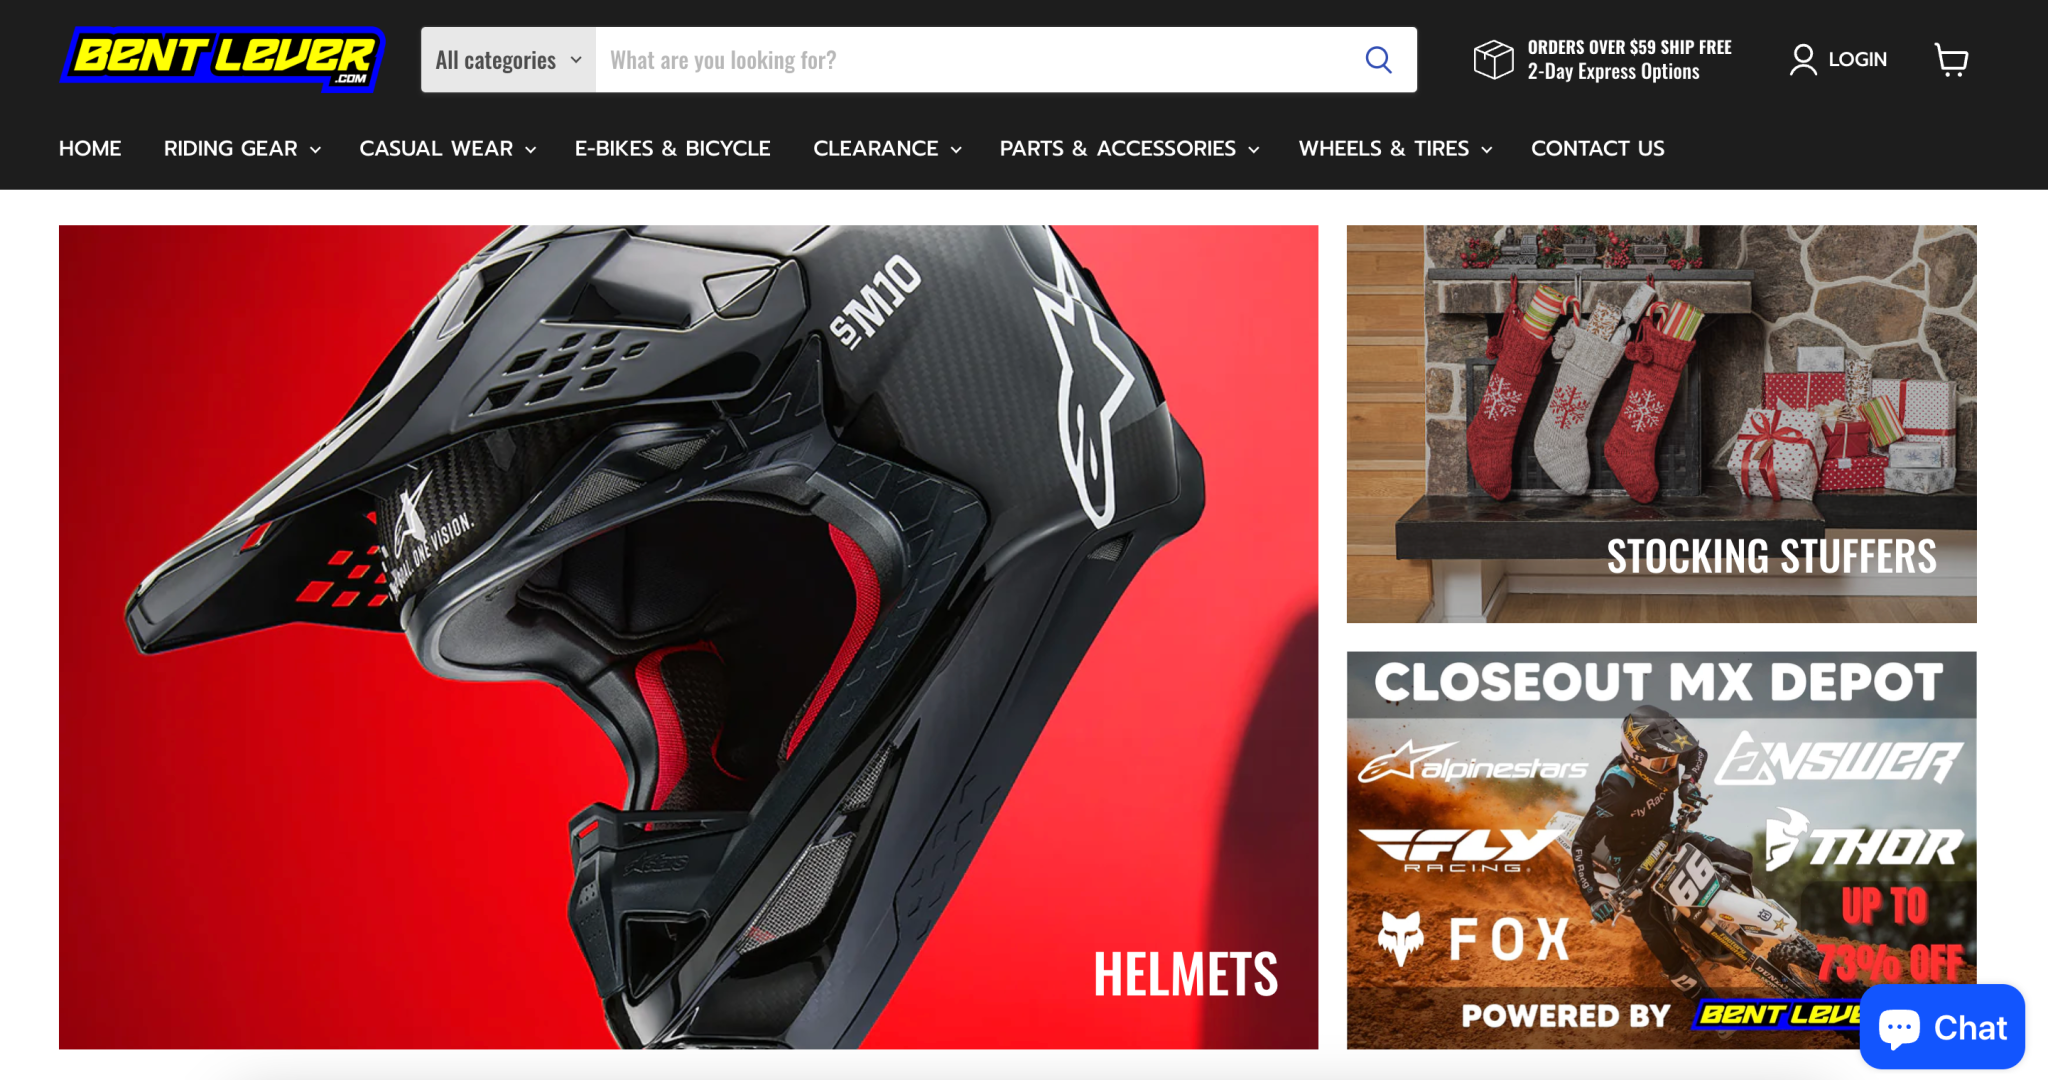 BENT LEVER
.COM
All categories
What are you looking for?
ORDERS OVER $59 SHIP FREE
2-Day Express Options
LOGIN
HOME
RIDING GEAR
CASUAL WEAR
E-BIKES & BICYCLE
CLEARANCE
PARTS & ACCESSORIES
WHEELS & TIRES
CONTACT US
SM10
ONE VISION.
HELMETS
STOCKING STUFFERS
CLOSEOUT MX DEPOT
alpinestars
ANSWER
FLY
RACING
THOR
Fly Racing
66
FOX
UP TO
73% OFF
POWERED BY BENT LEVE
Chat